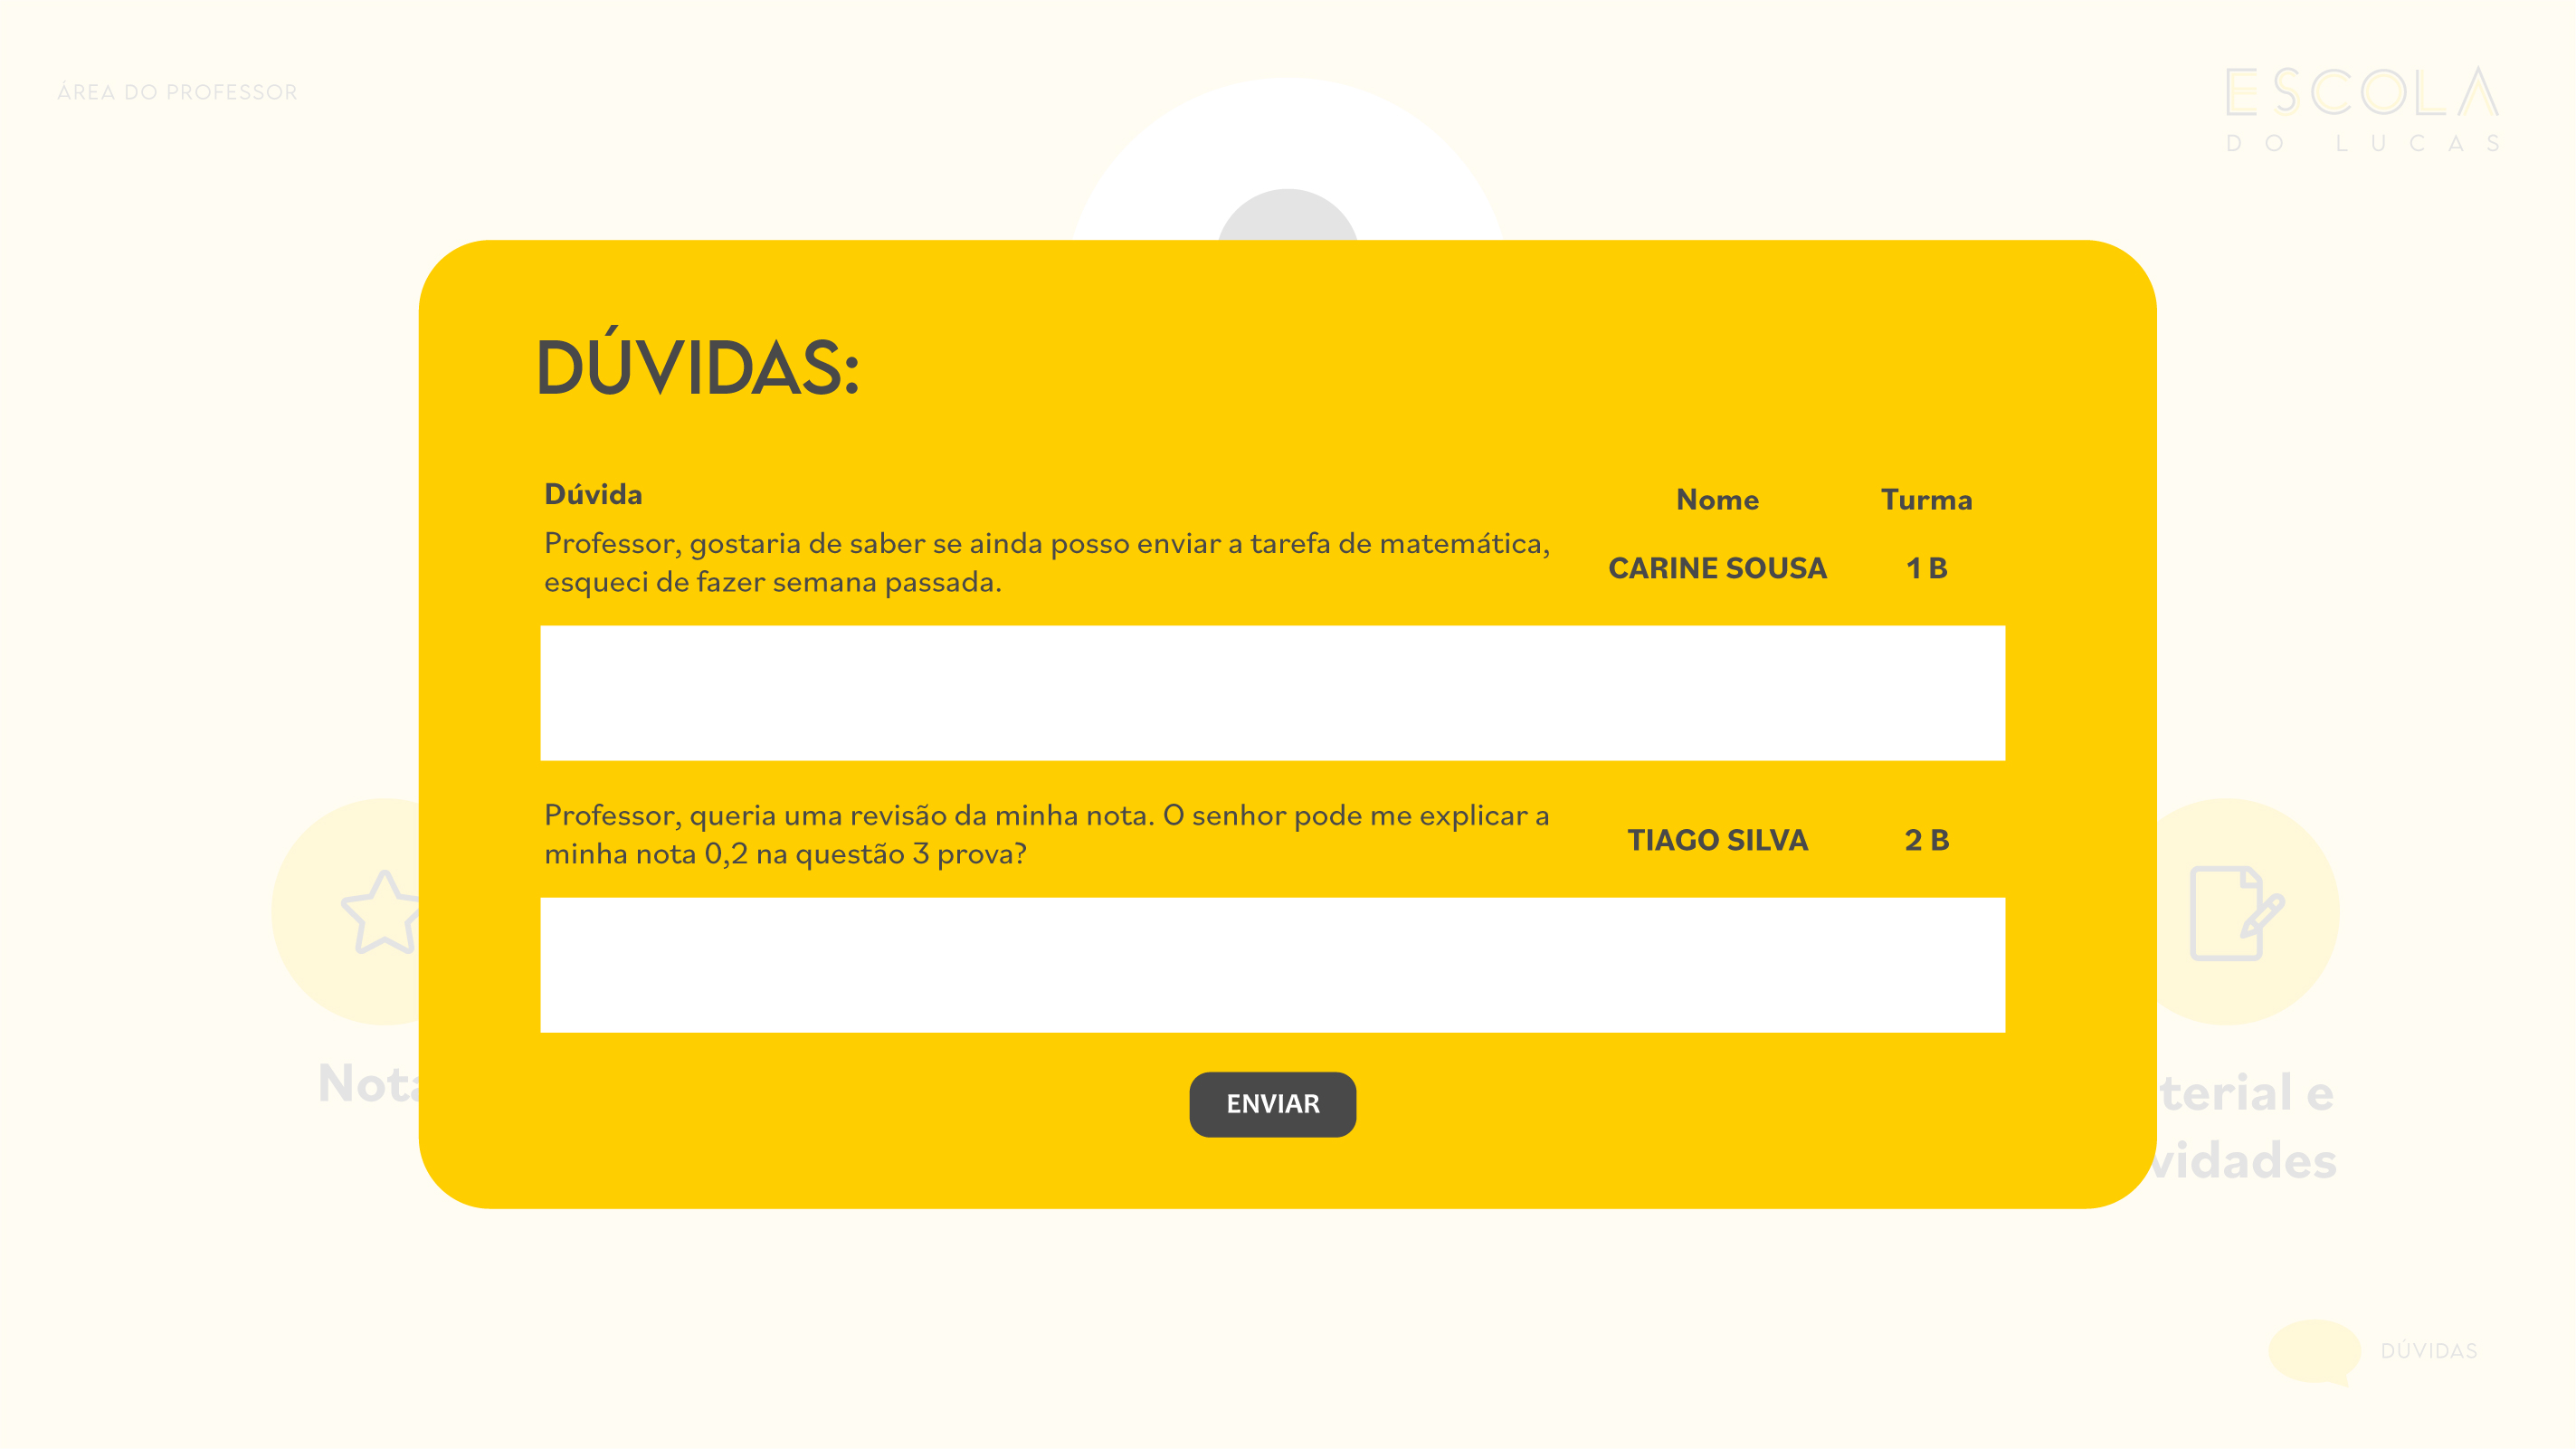 ÁREA DO PROFESSOR
ESCOLA
DO LUCAS
DÚVIDAS:
Dúvida
Nome
Turma
Professor, gostaria de saber se ainda posso enviar a tarefa de matemática,
esqueci de fazer semana passada.
CARINE SOUSA
1 B
Professor, queria uma revisão da minha nota. O senhor pode me explicar a
minha nota 0,2 na questão 3 prova?
TIAGO SILVA
2 B
ENVIAR
Nota
terial e
vidades
DÚVIDAS